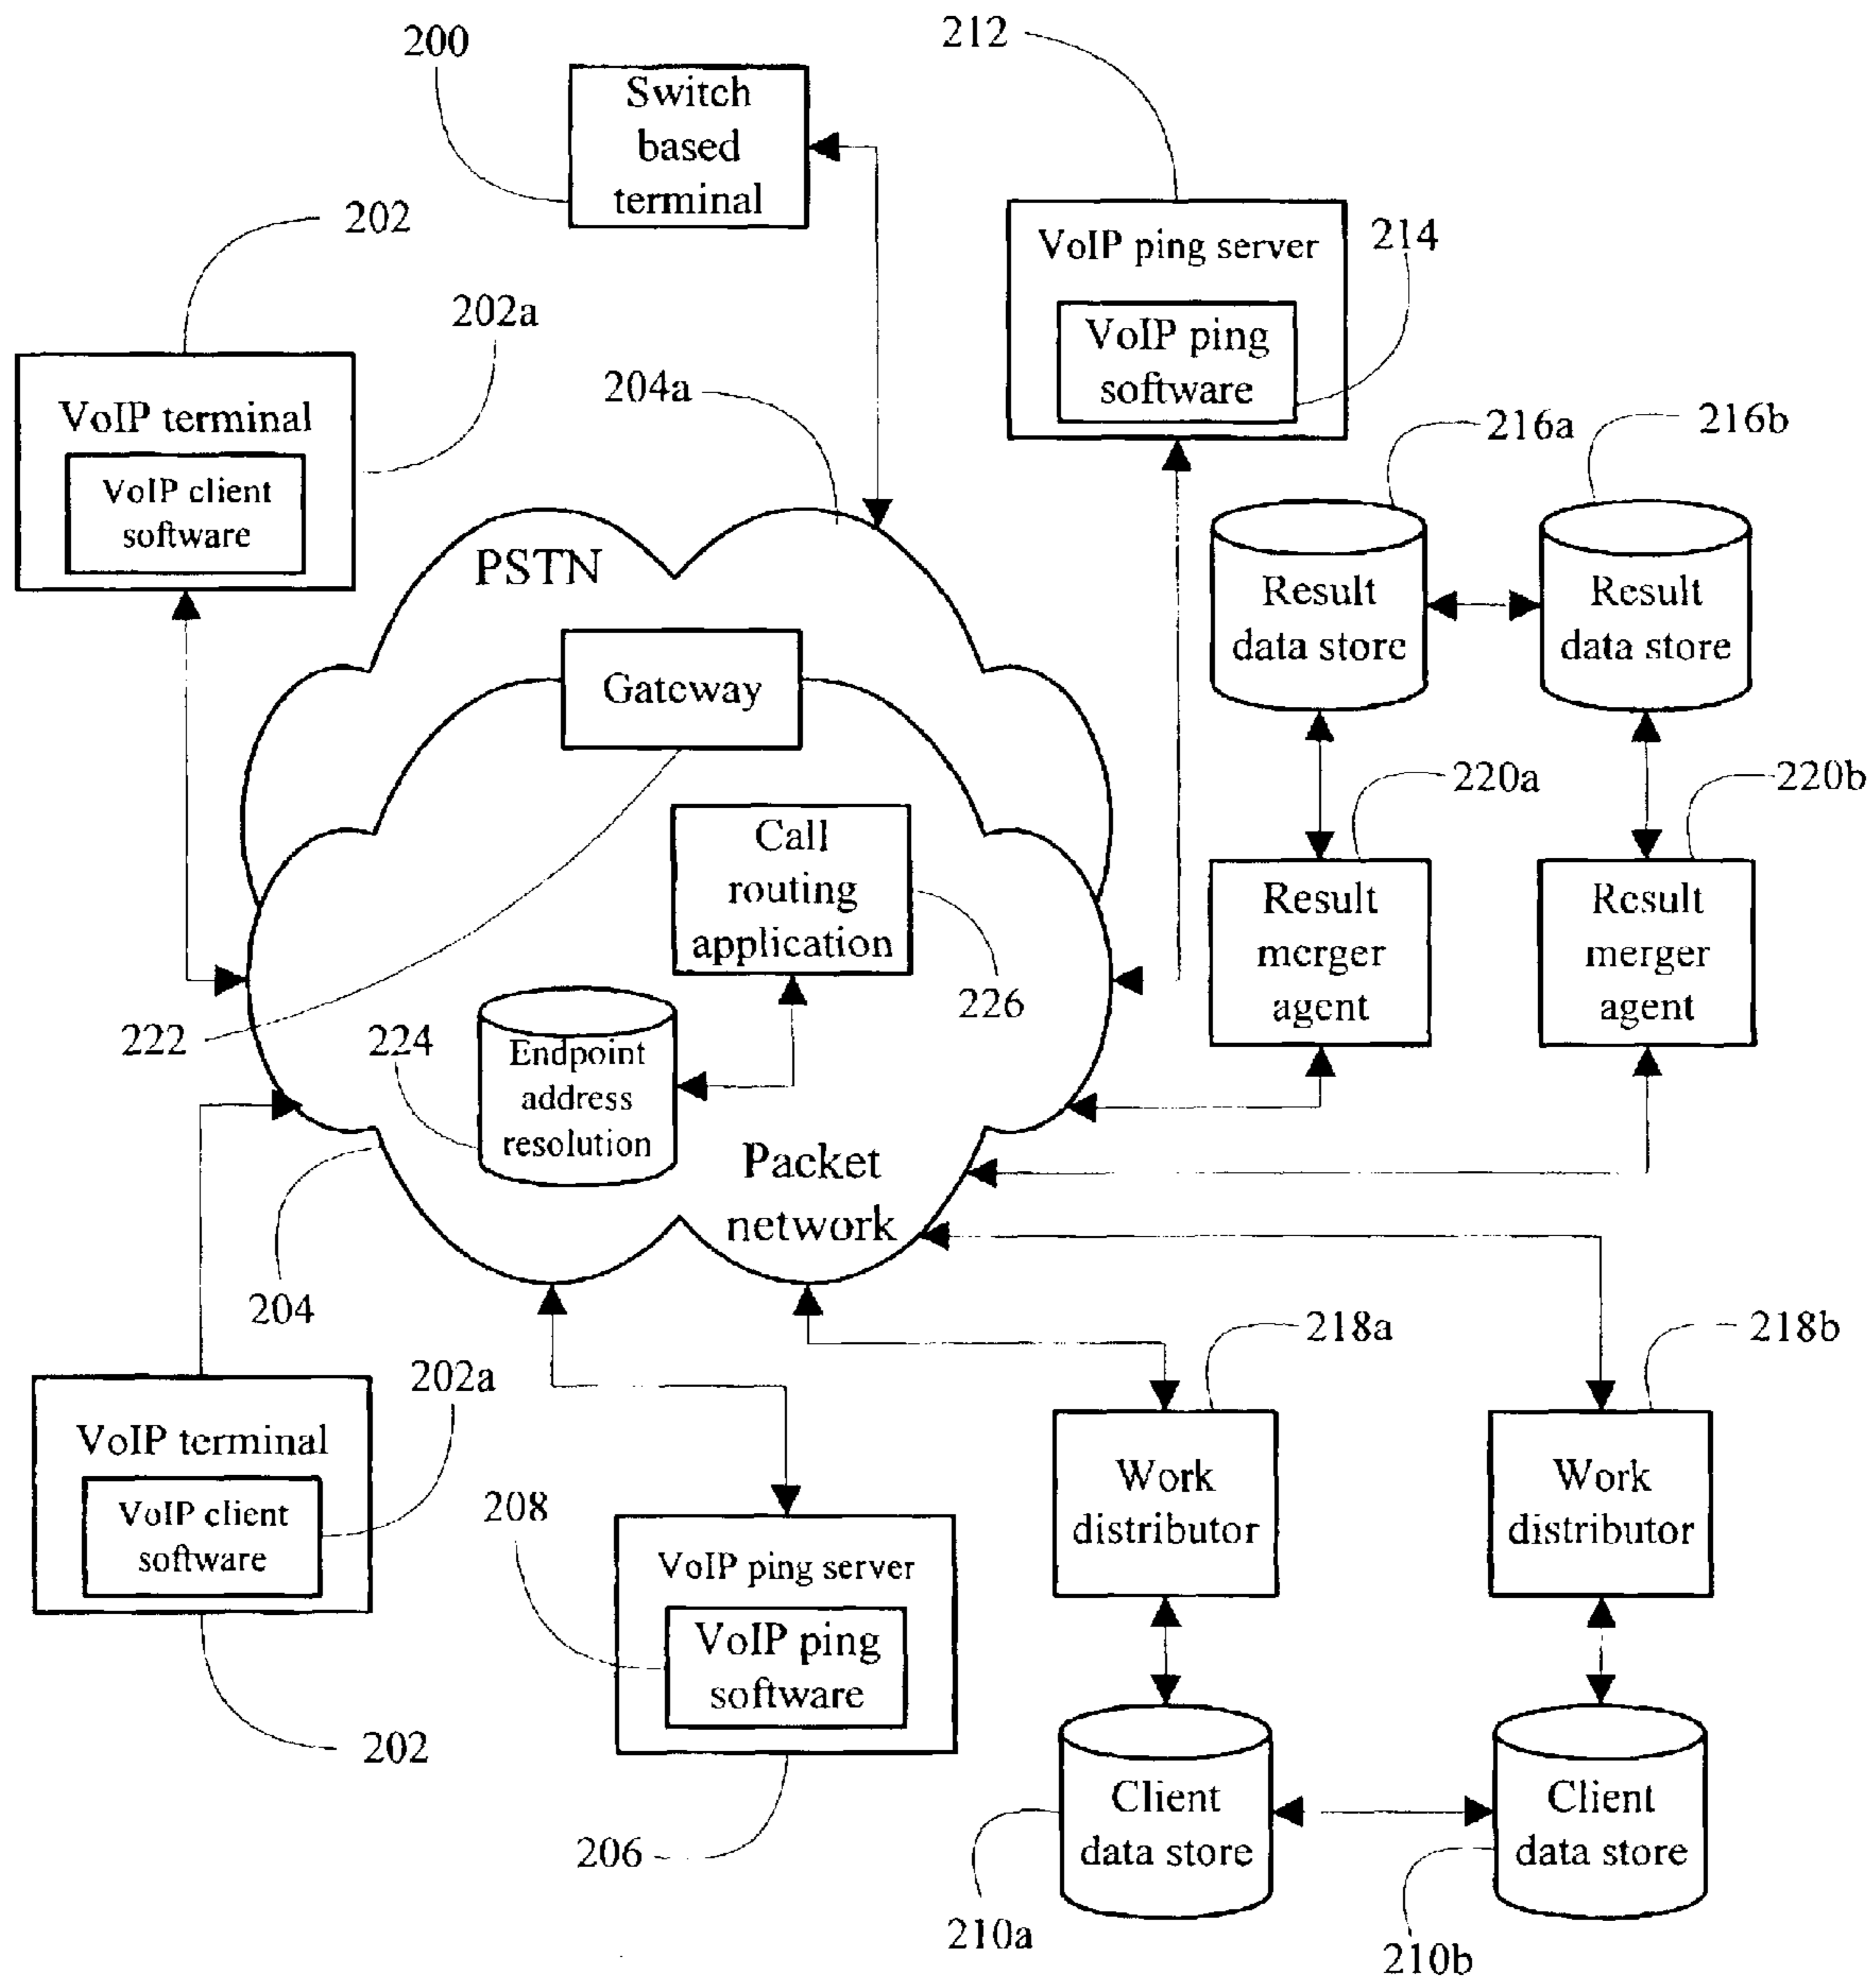 200
Switch
based
terminal
212
VoIP ping server
214
VoIP ping
software
202
202a
VoIP terminal
VoIP client
software
204a
216a
216b
Result
data store
Result
data store
PSTN
Gateway
220a
220b
Call
routing
application
226
Result
merger
agent
Result
merger
agent
222
224
Endpoint
address
resolution
Packet
network
204
218a
218b
202a
VoIP terminal
VoIP client
software
202
208
VoIP ping server
VoIP ping
software
206
Work
distributor
Work
distributor
Client
data store
Client
data store
210a
210b